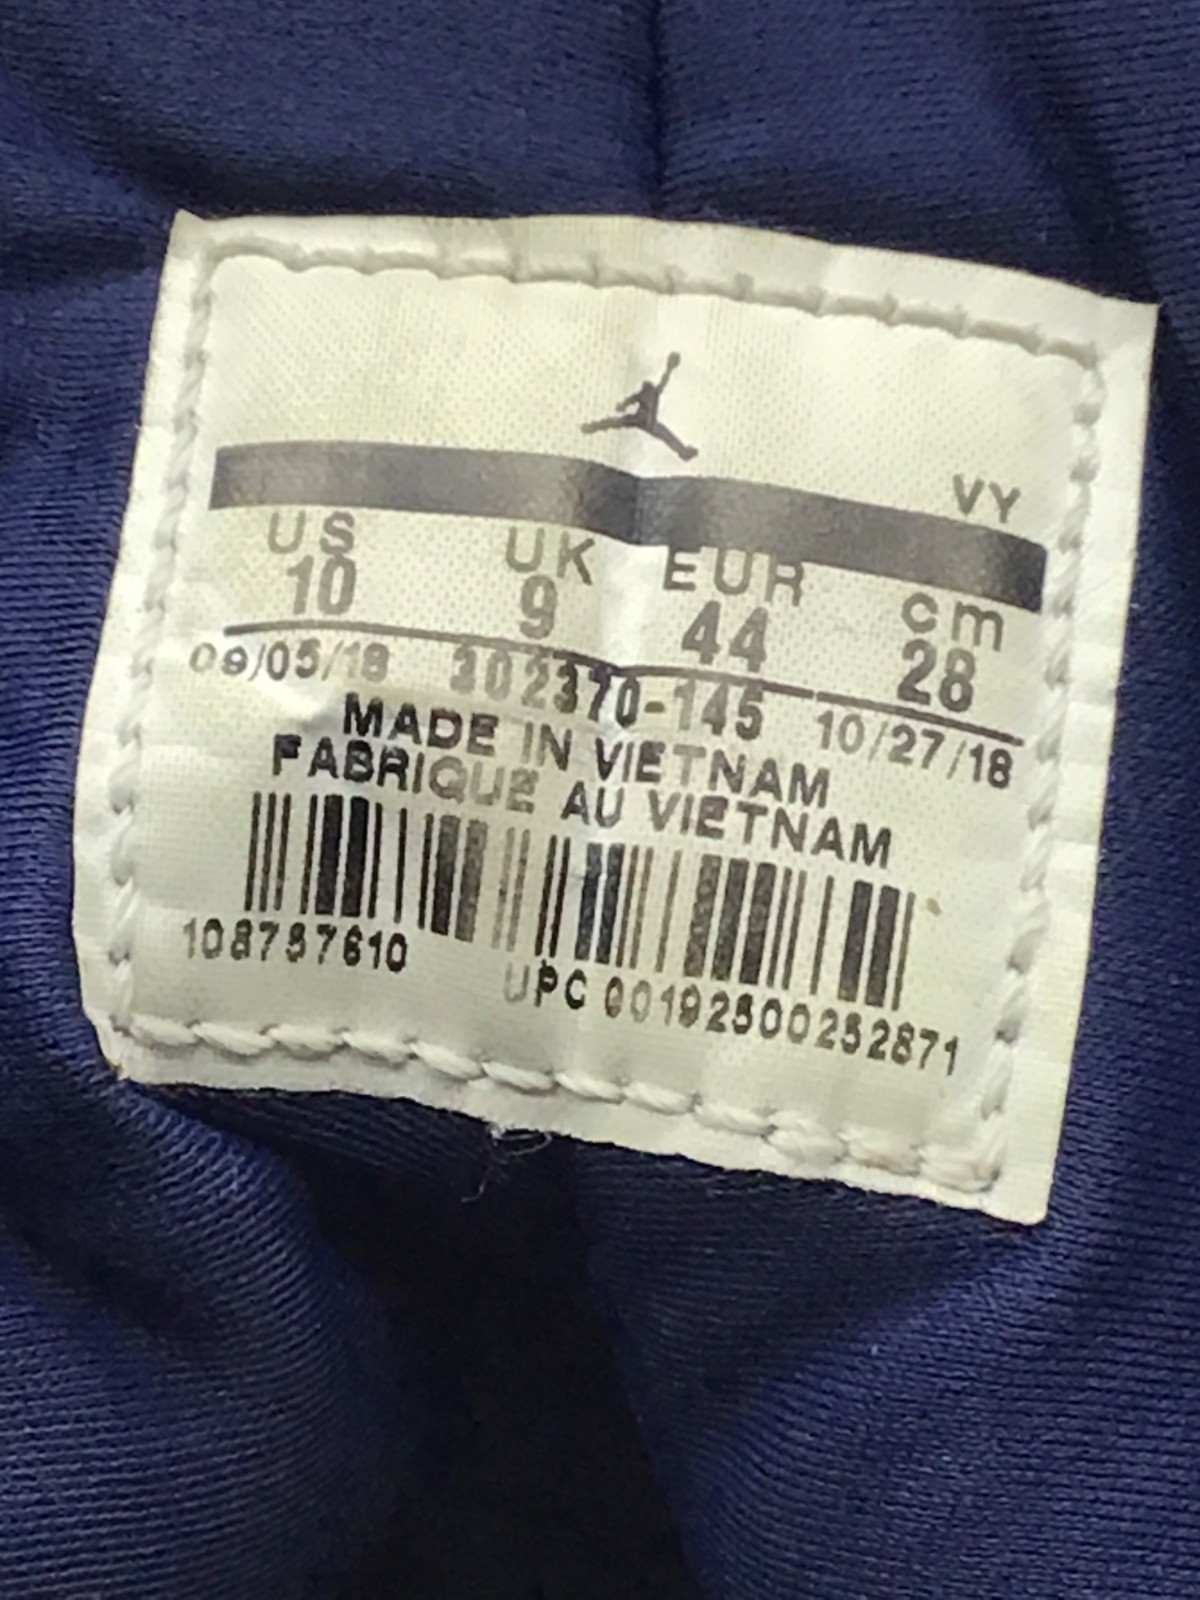 VY
US UK EUR cm
10 9 44 28
09/05/18 302370-145 10/27/18
MADE IN VIETNAM
FABRIQUE AU VIETNAM
108757610
UPC 00192500252871